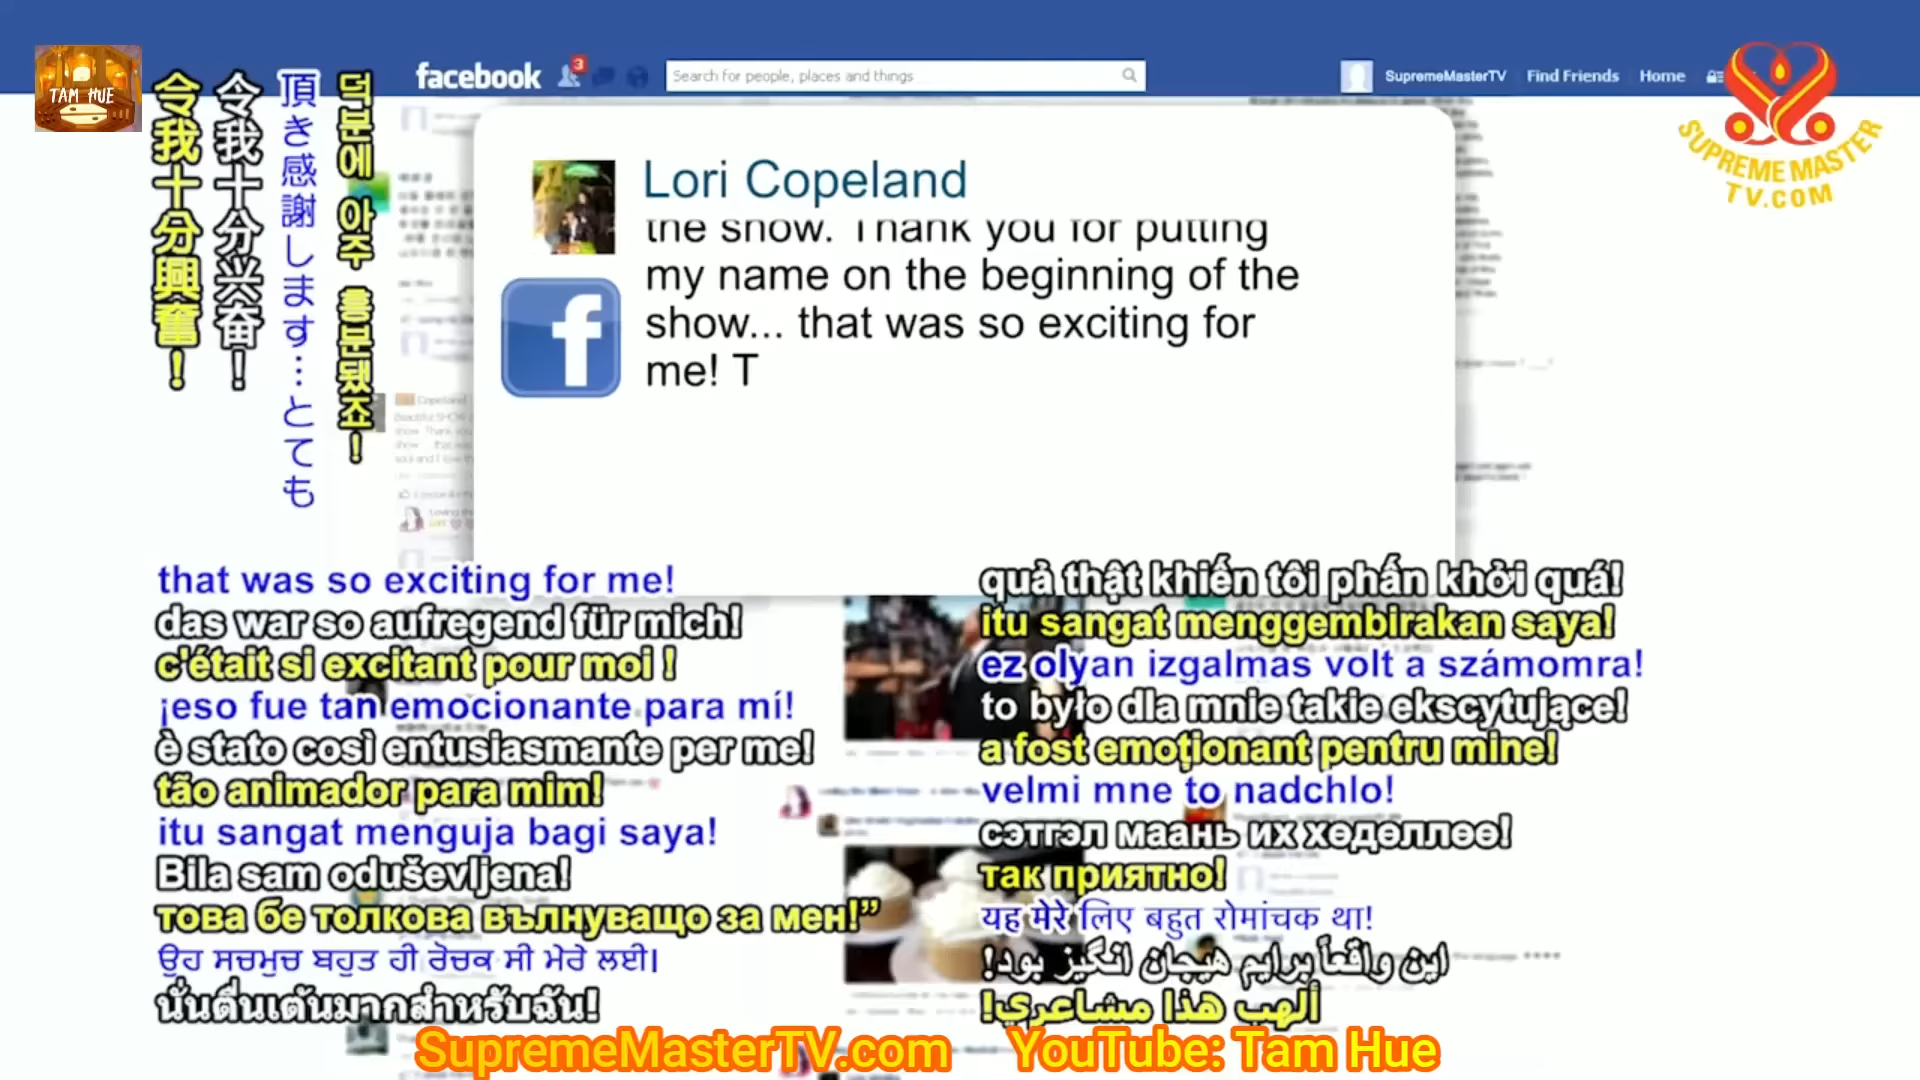 facebook
3
Search for people, places and things
SupremeMasterTV
Find Friends
Home
TAM HUE
SUPREME MASTER
TV.COM
令我十分興奮！
令我十分兴奋！
頂き感謝します…とても
덕분에 아주 흥분됐죠!
Lori Copeland
the show. Thank you for putting
my name on the beginning of the
show... that was so exciting for
me! T
that was so exciting for me!
das war so aufregend für mich!
c'était si excitant pour moi !
¡eso fue tan emocionante para mí!
è stato così entusiasmante per me!
tão animador para mim!
itu sangat menguja bagi saya!
Bila sam oduševljena!
това бе толкова вълнуващо за мен!”
ਉਹ ਸਚਮੁਚ ਬਹੁਤ ਹੀ ਰੋਚਕ ਸੀ ਮੇਰੇ ਲਈ।
นั่นตื่นเต้นมากสำหรับฉัน!
quả thật khiến tôi phấn khởi quá!
itu sangat menggembirakan saya!
ez olyan izgalmas volt a számomra!
to było dla mnie takie ekscytujące!
a fost emoționant pentru mine!
velmi mne to nadchlo!
сэтгэл маань их хөдөллөө!
так приятно!
यह मेरे लिए बहुत रोमांचक था!
این واقعاً برایم هیجان انگیز بود!
ألهب هذا مشاعري!
SupremeMasterTV.com
YouTube: Tam Hue